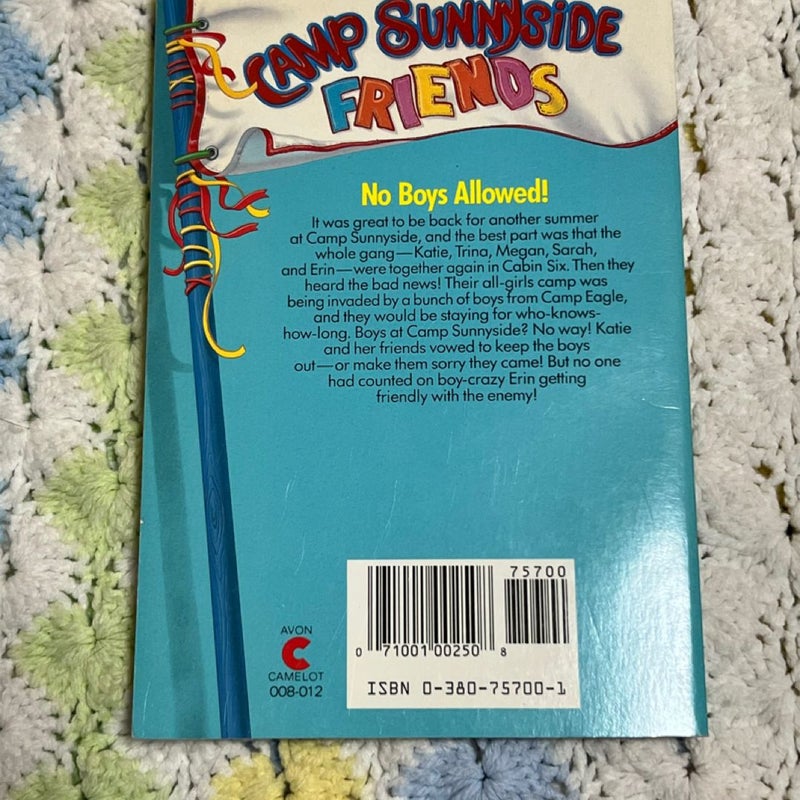 CAMP SUNNYSIDE
FRIENDS
No Boys Allowed!
It was great to be back for another summer
at Camp Sunnyside, and the best part was that the
whole gang—Katie, Trina, Megan, Sarah,
and Erin—were together again in Cabin Six. Then they
heard the bad news! Their all-girls camp was
being invaded by a bunch of boys from Camp Eagle,
and they would be staying for who-knows-
how-long. Boys at Camp Sunnyside? No way! Katie
and her friends vowed to keep the boys
out—or make them sorry they came! But no one
had counted on boy-crazy Erin getting
friendly with the enemy!
75700
0 71001 00250 8
AVON
C
CAMELOT
008-012
ISBN 0-380-75700-1